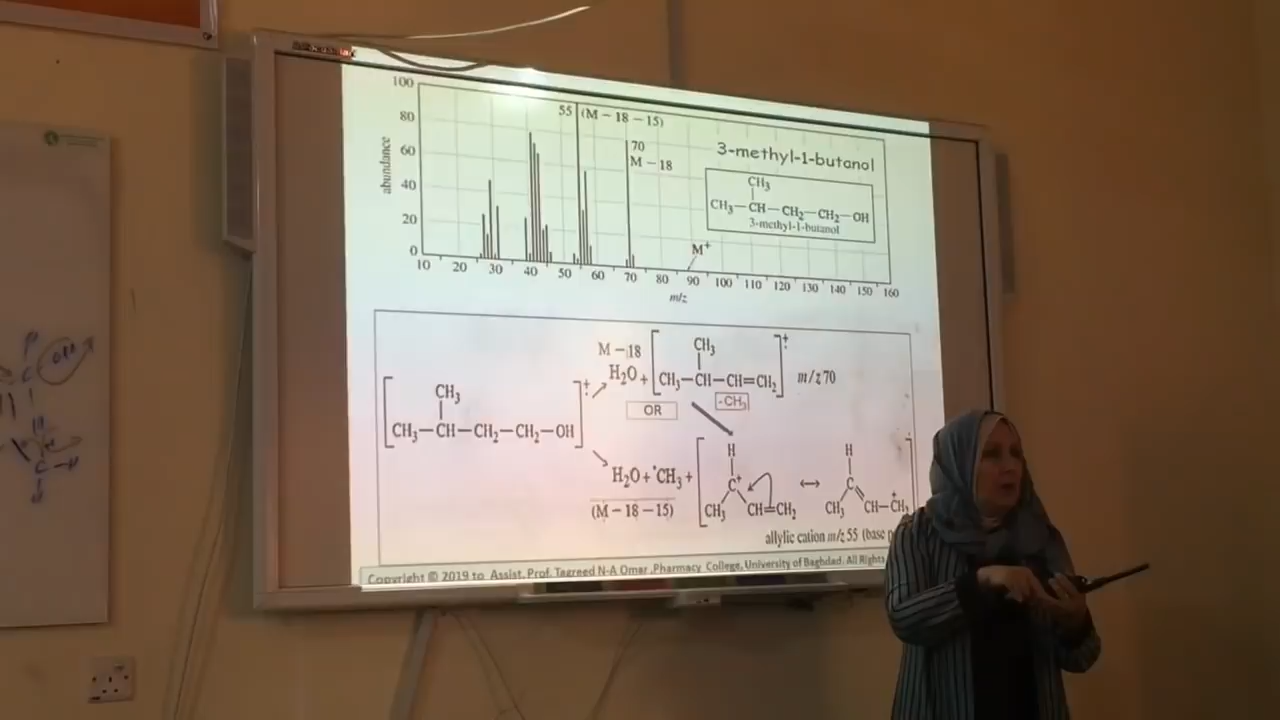 100
80
60
40
20
0
abundance
55 (M – 18 – 15)
70
M – 18
M⁺
10 20 30 40 50 60 70 80 90 100 110 120 130 140 150 160
m/z
3-methyl-1-butanol
CH₃
CH₃—CH—CH₂—CH₂—OH
3-methyl-1-butanol
CH₃
CH₃—CH—CH₂—CH₂—OH
M – 18
H₂O +
CH₃
CH₃—CH—CH=CH₂
m/z 70
OR
-CH₃
H₂O + •CH₃ +
(M – 18 – 15)
H
C⁺
CH₃ CH=CH₂
↔
H
C
CH₃ CH—CH₂
allylic cation m/z 55 (base
Copyright © 2019 to Assist. Prof. Tagreed N-A Omar ,Pharmacy College, University of Baghdad. All Rights